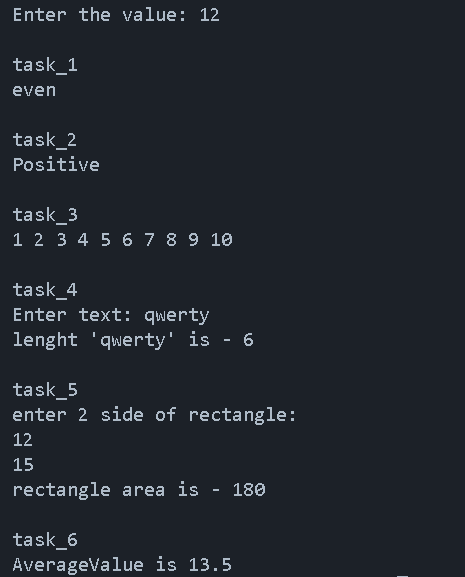 Enter the value: 12
task_1
even
task_2
Positive
task_3
1 2 3 4 5 6 7 8 9 10
task_4
Enter text: qwerty
lenght 'qwerty' is - 6
task_5
enter 2 side of rectangle:
12
15
rectangle area is - 180
task_6
AverageValue is 13.5